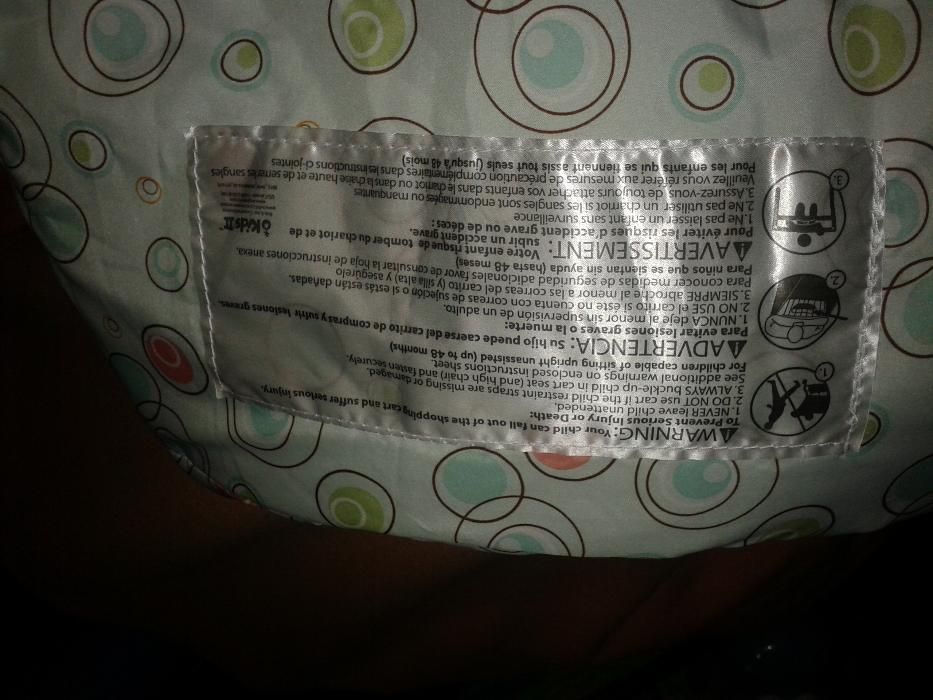 WARNING: Your child can fall out of the shopping cart and suffer serious injury.
To Prevent Serious Injury or Death:
1. NEVER leave child unattended.
2. DO NOT use cart if the child restraint straps are missing or damaged.
3. ALWAYS buckle-up child in cart seat (and high chair) and fasten securely.
See additional warnings on enclosed instructions sheet.
For children capable of sitting upright unassisted (up to 48 months)
ADVERTENCIA: Su hijo puede caerse del carrito de compras y sufrir lesiones graves.
Para evitar lesiones graves o la muerte:
1. NUNCA deje al menor sin supervisión de un adulto.
2. NO USE el carrito si éste no cuenta con correas de sujeción o si están dañadas.
3. SIEMPRE abroche al menor a las correas del carrito (y silla alta) y asegúrelo
Para conocer medidas de seguridad adicionales favor de consultar la hoja de instrucciones anexa.
Para niños que se sientan sin ayuda (hasta 48 meses)
AVERTISSEMENT: Votre enfant risque de tomber du chariot et de
subir un accident grave.
Pour éviter les risques d'accident grave ou de décès:
1. Ne pas laisser un enfant sans surveillance
2. Ne pas utiliser un chariot si les sangles sont endommagées ou manquantes
3. Assurez-vous de toujours attacher vos enfants dans le chariot ou dans la chaise haute et de serrer les sangles
Veuillez vous référer aux mesures de précaution complémentaires dans les Instructions ci-jointes
Pour les enfants qui se tiennent assis tout seuls (jusqu'à 48 mois)
1.
2.
3.
Kids II™